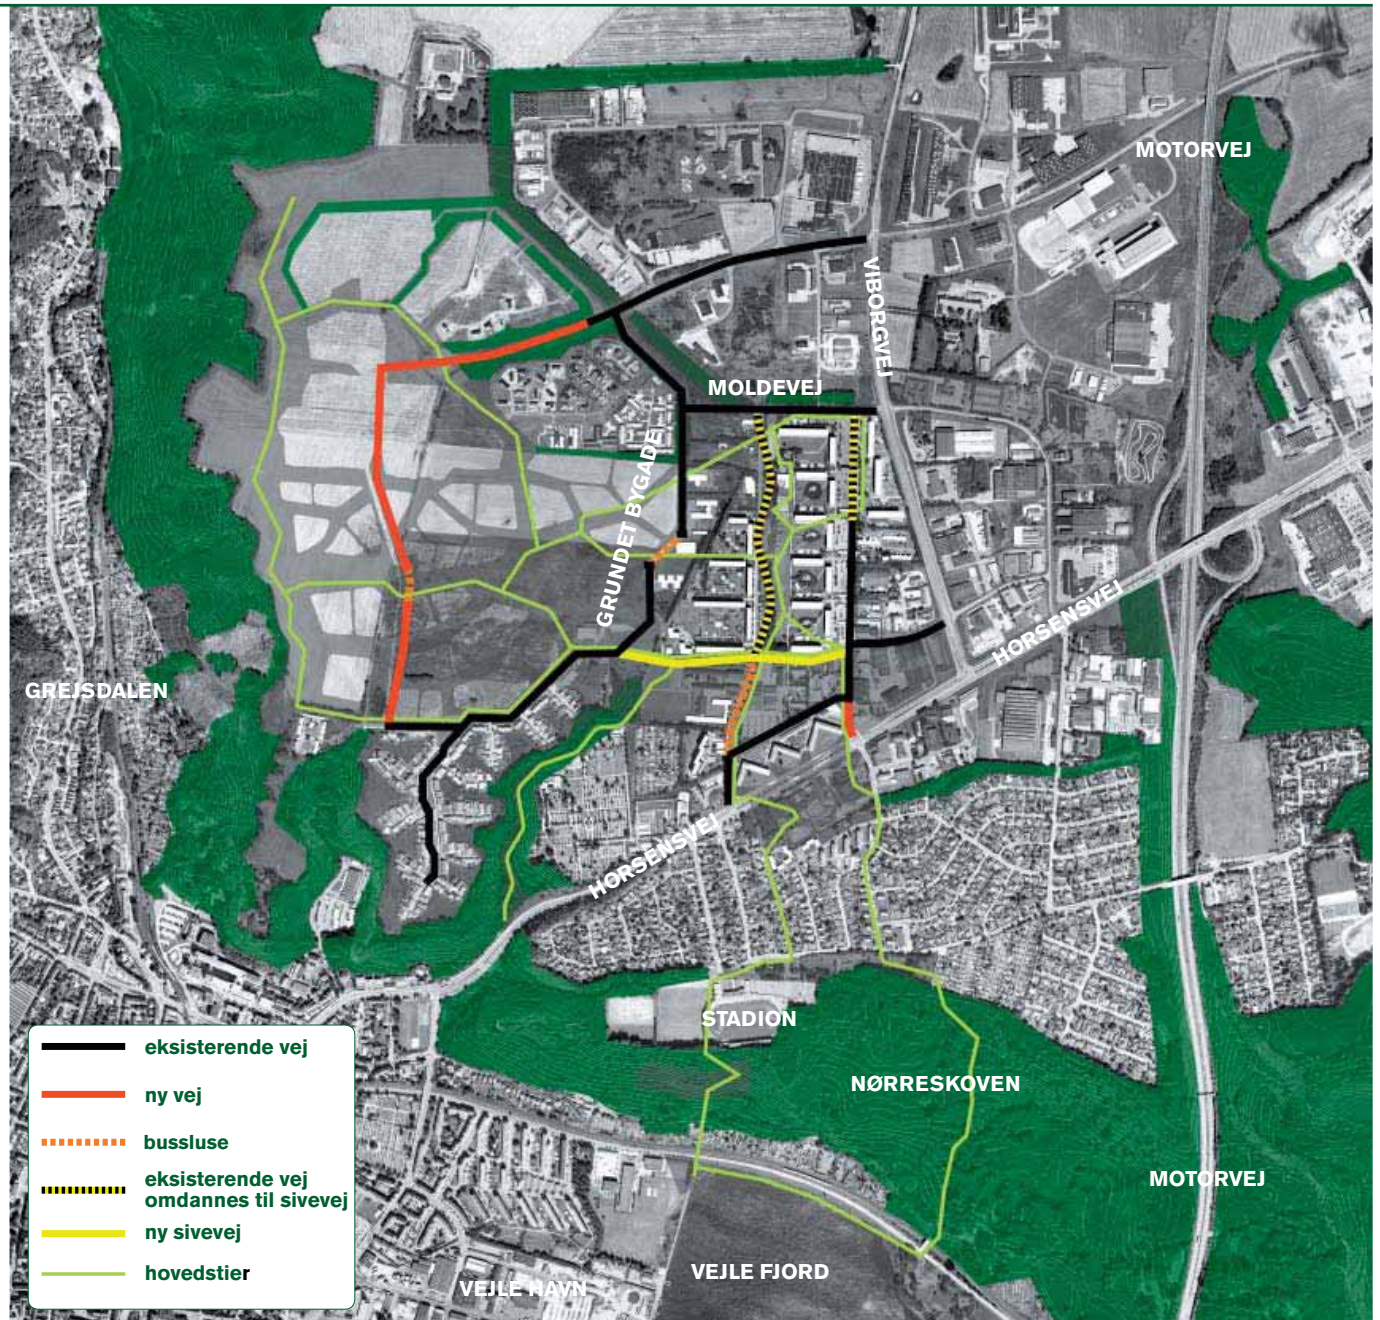 MOTORVEJ
VIBORGVEJ
MOLDEVEJ
GRUNDET BYGADE
HORSENSVEJ
GREJSDALEN
HORSENSVEJ
STADION
NØRRESKOVEN
MOTORVEJ
VEJLE FJORD
VEJLE HAVN
eksisterende vej
ny vej
bussluse
eksisterende vej
omdannes til sivevej
ny sivevej
hovedstier